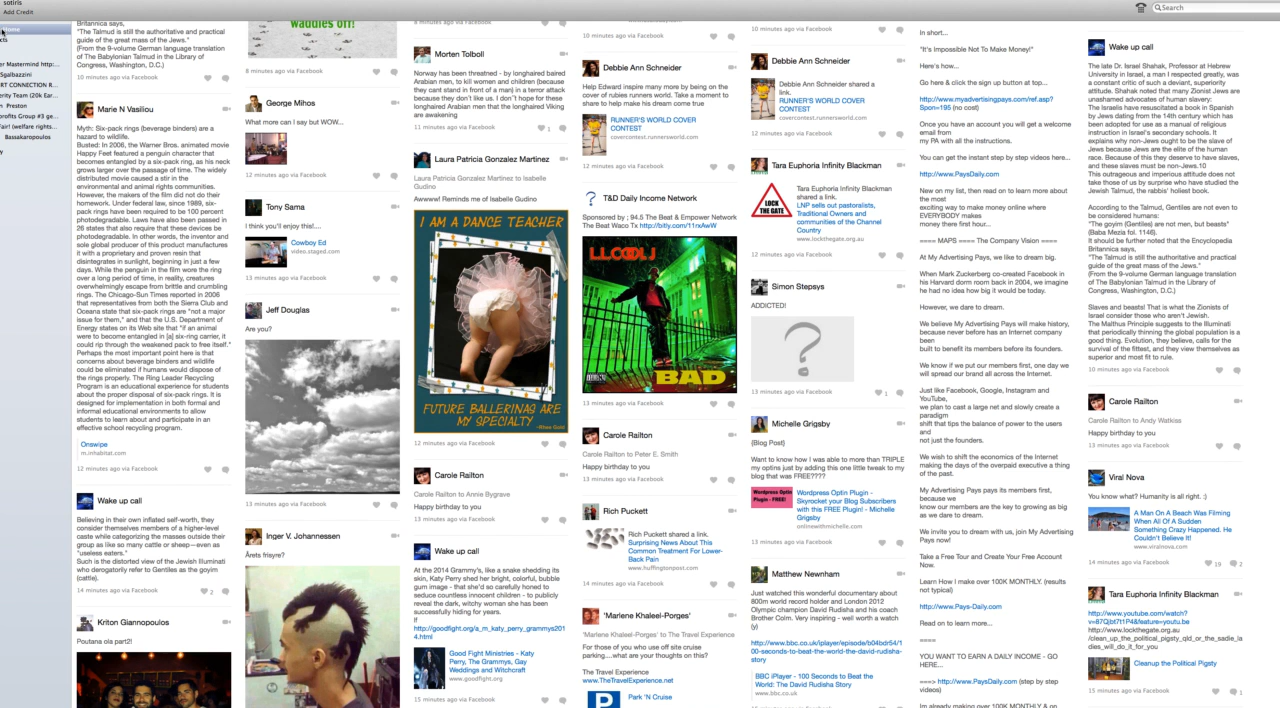 sotiris
Add Credit
Search
Home
cts
er Mastermind http:...
Sgalbazzini
RT CONNECTION R...
erity Team (20k Ear...
n Preston
profits Group #3 ge...
Fair! (welfare rights...
Bassakaropoulos
y
Britannica says,
"The Talmud is still the authoritative and practical
guide of the great mass of the Jews."
(From the 9-volume German language translation
of The Babylonian Talmud in the Library of
Congress, Washington, D.C.)
10 minutes ago via Facebook
Marie N Vasiliou
Myth: Six-pack rings (beverage binders) are a
hazard to wildlife.
Busted: In 2006, the Warner Bros. animated movie
Happy Feet featured a penguin character that
becomes entangled by a six-pack ring, as his neck
grows larger over the passage of time. The widely
distributed movie caused a stir in the
environmental and animal rights communities.
However, the makers of the film did not do their
homework. Under federal law, since 1989, six-
pack rings have been required to be 100 percent
photodegradable. Laws have also been passed in
26 states that also require that these devices be
photodegradable. In other words, the inventor and
sole global producer of this product manufactures
it with a proprietary and proven resin that
disintegrates in sunlight, beginning in just a few
days. While the penguin in the film wore the ring
over a long period of time, in reality, creatures
overwhelmingly escape from brittle and crumbling
rings. The Chicago-Sun Times reported in 2006
that representatives from both the Sierra Club and
Oceana state that six-pack rings are "not a major
issue for them," and that the U.S. Department of
Energy states on its Web site that "if an animal
were to become entangled in [a] six-ring carrier, it
could rip through the weakened pack to free itself."
Perhaps the most important point here is that
concerns about beverage binders and wildlife
could be eliminated if humans would dispose of
the rings properly. The Ring Leader Recycling
Program is an educational experience for students
about the proper disposal of six-pack rings. It is
designed for implementation in both formal and
informal educational environments to allow
students to learn about and participate in an
effective school recycling program.
Onswipe
m.inhabitat.com
12 minutes ago via Facebook
Wake up call
Believing in their own inflated self-worth, they
consider themselves members of a higher-level
caste while categorizing the masses outside their
group as like so many cattle or sheep—even as
"useless eaters."
Such is the distorted view of the Jewish Illuminati
who derogatorily refer to Gentiles as the goyim
(cattle).
14 minutes ago via Facebook
2
Kriton Giannopoulos
Poutana ola part2!
waddles off!
8 minutes ago via Facebook
George Mihos
What more can I say but WOW...
12 minutes ago via Facebook
Tony Sama
I think you'll enjoy this!....
Cowboy Ed
video.staged.com
13 minutes ago via Facebook
Jeff Douglas
Are you?
13 minutes ago via Facebook
Inger V. Johannessen
Årets frisyre?
8 minutes ago via Facebook
Morten Tolboll
Norway has been threatned - by longhaired baired
Arabian men, to kill women and children (because
they cant stand in front of a man) in a terror attack
because they don't like us. I don't hope for these
longhaired Arabian men that the longhaired Viking
are awakening
11 minutes ago via Facebook
1
Laura Patricia Gonzalez Martinez
Laura Patricia Gonzalez Martinez to Isabelle
Gudino
Awwww! Reminds me of Isabelle Gudino
I AM A DANCE TEACHER
FUTURE BALLERINAS ARE
MY SPECIALTY
12 minutes ago via Facebook
Carole Railton
Carole Railton to Annie Bygrave
Happy birthday to you
13 minutes ago via Facebook
Wake up call
At the 2014 Grammy's, like a snake shedding its
skin, Katy Perry shed her bright, colorful, bubble
gum image - that she'd so carefully honed to
seduce countless innocent children - to publicly
reveal the dark, witchy woman she has been
successfully hiding for years.
If
http://goodfight.org/a_m_katy_perry_grammys201
4.html
Good Fight Ministries - Katy
Perry, The Grammys, Gay
Weddings and Witchcraft
www.goodfight.org
15 minutes ago via Facebook
10 minutes ago via Facebook
Debbie Ann Schneider
Help Edward inspire many more by being on the
cover of rubies runners world. Take a moment to
share to help make his dream come true
RUNNER'S WORLD COVER
CONTEST
covercontest.runnersworld.com
12 minutes ago via Facebook
T&D Daily Income Network
Sponsored by ; 94.5 The Beat & Empower Network
The Beat Waco Tx http://bitly.com/11rxAwW
LL COOL J
BAD
13 minutes ago via Facebook
Carole Railton
Carole Railton to Peter E. Smith
Happy birthday to you
13 minutes ago via Facebook
Rich Puckett
Rich Puckett shared a link.
Surprising News About This
Common Treatment For Lower-
Back Pain
www.huffingtonpost.com
14 minutes ago via Facebook
'Marlene Khaleel-Porges'
'Marlene Khaleel-Porges' to The Travel Experience
For those of you who use off site cruise
parking....what are your thoughts on this?
The Travel Experience
www.TheTravelExperience.net
P
Park 'N Cruise
10 minutes ago via Facebook
Debbie Ann Schneider
Debbie Ann Schneider shared a
link.
RUNNER'S WORLD COVER
CONTEST
covercontest.runnersworld.com
12 minutes ago via Facebook
Tara Euphoria Infinity Blackman
LOCK
THE GATE
Tara Euphoria Infinity Blackman
shared a link.
LNP sells out pastoralists,
Traditional Owners and
communities of the Channel
Country
www.lockthegate.org.au
12 minutes ago via Facebook
Simon Stepsys
ADDICTED!
?
13 minutes ago via Facebook
1
Michelle Grigsby
{Blog Post}
Want to know how I was able to more than TRIPLE
my optins just by adding this one little tweak to my
blog that was FREE????
Wordpress Optin
Plugin - FREE!
Wordpress Optin Plugin -
Skyrocket your Blog Subscribers
with this FREE Plugin! - Michelle
Grigsby
onlinewithmichelle.com
13 minutes ago via Facebook
Matthew Newnham
Just watched this wonderful documentary about
800m world record holder and London 2012
Olympic champion David Rudisha and his coach
Brother Colm. Very inspiring - well worth a watch
(y)
http://www.bbc.co.uk/iplayer/episode/b04bdr54/1
00-seconds-to-beat-the-world-the-david-rudisha-
story
BBC iPlayer - 100 Seconds to Beat the
World: The David Rudisha Story
www.bbc.co.uk
In short...
"It's Impossible Not To Make Money!"
Here's how...
Go here & click the sign up button at top...
http://www.myadvertisingpays.com/ref.asp?
Spon=195 (no cost)
Once you have an account you will get a welcome
email from
my PA with all the instructions.
You can get the instant step by step videos here...
http://www.PaysDaily.com
New on my list, then read on to learn more about
the most
exciting way to make money online where
EVERYBODY makes
money there first hour...
==== MAPS ==== The Company Vision ====
At My Advertising Pays, we like to dream big.
When Mark Zuckerberg co-created Facebook in
his Harvard dorm room back in 2004, we imagine
he had no idea how big it would be today.
However, we dare to dream.
We believe My Advertising Pays will make history,
because never before has an Internet company
been
built to benefit its members before its founders.
We know if we put our members first, one day we
will spread our brand all across the Internet.
Just like Facebook, Google, Instagram and
YouTube,
we plan to cast a large net and slowly create a
paradigm
shift that tips the balance of power to the users
and
not just the founders.
We wish to shift the economics of the Internet
making the days of the overpaid executive a thing
of the past.
My Advertising Pays pays its members first,
because we
know our members are the key to growing as big
as we dare to dream.
We invite you to dream with us, join My Advertising
Pays now!
Take a Free Tour and Create Your Free Account
Now.
Learn How I make over 100K MONTHLY. (results
not typical)
http://www.Pays-Daily.com
Read on to learn more...
====
YOU WANT TO EARN A DAILY INCOME - GO
HERE...
===> http://www.PaysDaily.com (step by step
videos)
Im already making over 100K MONTHLY & on
Wake up call
The late Dr. Israel Shahak, Professor at Hebrew
University in Israel, a man I respected greatly, was
a constant critic of such a deviant, superiority
attitude. Shahak noted that many Zionist Jews are
unashamed advocates of human slavery:
The Israelis have resuscitated a book in Spanish
by Jews dating from the 14th century which has
been adopted for use as a manual of religious
instruction in Israel's secondary schools. It
explains why non-Jews ought to be the slave of
Jews because Jews are the elite of the human
race. Because of this they deserve to have slaves,
and these slaves must be non-Jews.10
This outrageous and imperious attitude does not
take those of us by surprise who have studied the
Jewish Talmud, the rabbis' holiest book.
According to the Talmud, Gentiles are not even to
be considered humans:
"The goyim (Gentiles) are not men, but beasts"
(Baba Mezia fol. 1146).
It should be further noted that the Encyclopedia
Britannica says,
"The Talmud is still the authoritative and practical
guide of the great mass of the Jews."
(From the 9-volume German language translation
of The Babylonian Talmud in the Library of
Congress, Washington, D.C.)
Slaves and beasts! That is what the Zionists of
Israel consider those who aren't Jewish.
The Malthus Principle suggests to the Illuminati
that periodically thinning the global population is a
good thing. Evolution, they believe, calls for the
survival of the fittest, and they view themselves as
superior and most fit to rule.
10 minutes ago via Facebook
Carole Railton
Carole Railton to Andy Watkiss
Happy birthday to you
13 minutes ago via Facebook
Viral Nova
You know what? Humanity is all right. :)
A Man On A Beach Was Filming
When All Of A Sudden
Something Crazy Happened. He
Couldn't Believe It!
www.viralnova.com
14 minutes ago via Facebook
19
2
Tara Euphoria Infinity Blackman
http://www.youtube.com/watch?
v=87Qjbt71P4&feature=youtu.be
http://www.lockthegate.org.au
/clean_up_the_political_pigsty_qld_or_the_sadie_la
dies_will_do_it_for_you
Cleanup the Political Pigsty
15 minutes ago via Facebook
1